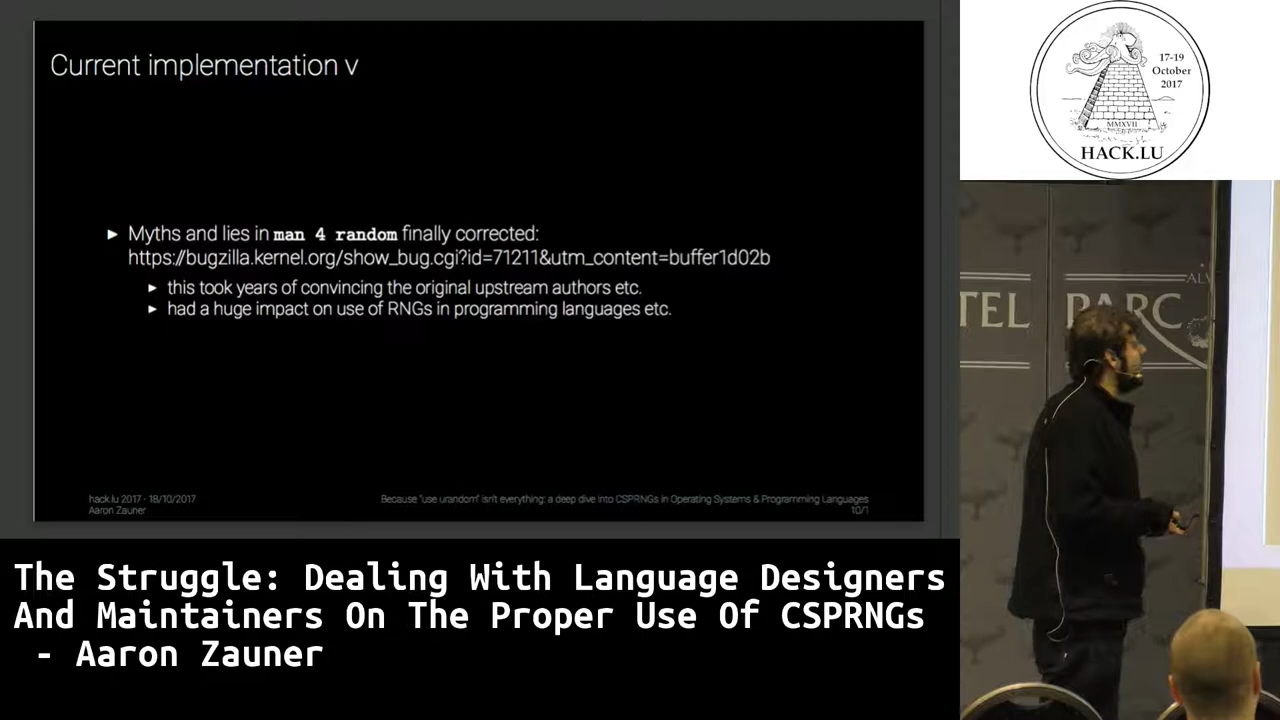 Current implementation v
► Myths and lies in man 4 random finally corrected:
https://bugzilla.kernel.org/show_bug.cgi?id=71211&utm_content=buffer1d02b
► this took years of convincing the original upstream authors etc.
► had a huge impact on use of RNGs in programming languages etc.
hack.lu 2017 - 18/10/2017
Aaron Zauner
Because "use urandom" isn't everything: a deep dive into CSPRNGs in Operating Systems & Programming Languages
10/1
17-19
October
2017
MMXVII
HACK.LU
TEL PARC
ALV
The Struggle: Dealing With Language Designers
And Maintainers On The Proper Use Of CSPRNGs
- Aaron Zauner